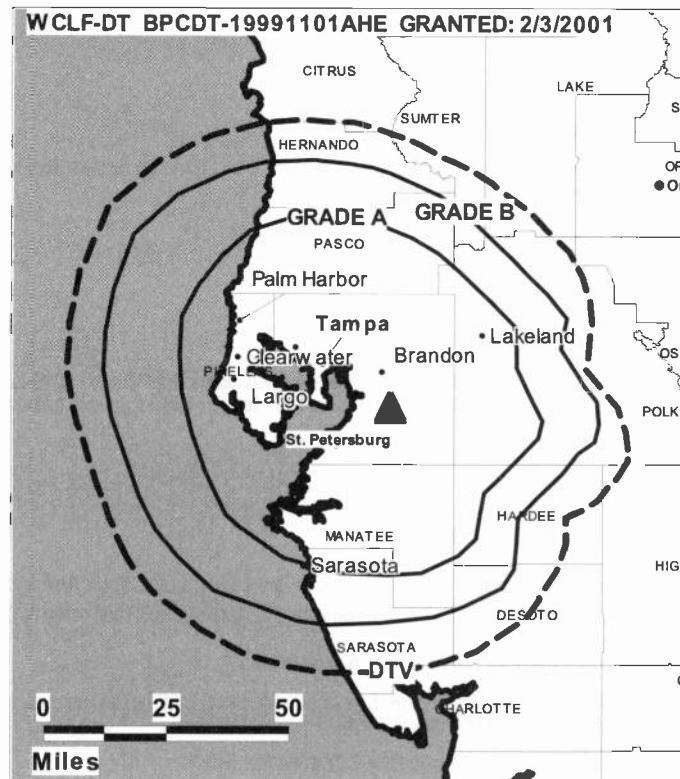 WCLF-DT BPCDT-19991101AHE GRANTED: 2/3/2001
CITRUS
LAKE
SUMTER
HERNANDO
GRADE A
GRADE B
PASCO
Palm Harbor
Tampa
Lakeland
Clearwater
Brandon
Largo
POLK
St. Petersburg
HARDEE
MANATEE
Sarasota
HIG
DESOTO
SARASOTA
DTV
CHARLOTTE
0 25 50
Miles